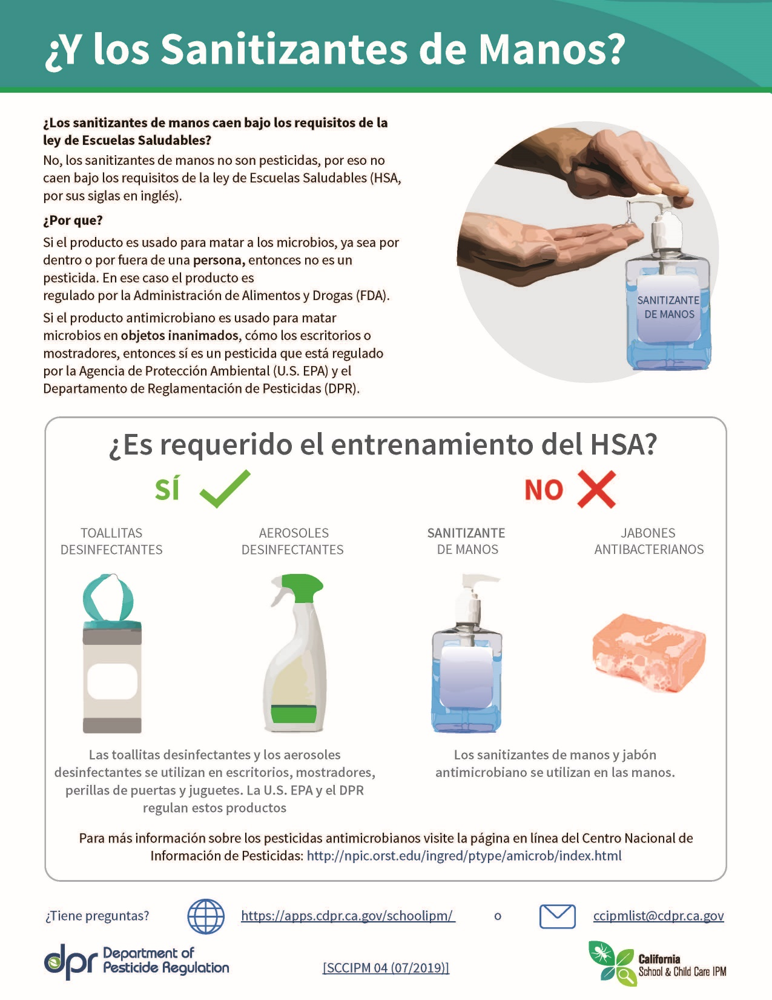 ¿Y los Sanitizantes de Manos?
¿Los sanitizantes de manos caen bajo los requisitos de la
ley de Escuelas Saludables?
No, los sanitizantes de manos no son pesticidas, por eso no
caen bajo los requisitos de la ley de Escuelas Saludables (HSA,
por sus siglas en inglés).
¿Por que?
Si el producto es usado para matar a los microbios, ya sea por
dentro o por fuera de una persona, entonces no es un
pesticida. En ese caso el producto es
regulado por la Administración de Alimentos y Drogas (FDA).
Si el producto antimicrobiano es usado para matar
microbios en objetos inanimados, cómo los escritorios o
mostradores, entonces sí es un pesticida que está regulado
por la Agencia de Protección Ambiental (U.S. EPA) y el
Departamento de Reglamentación de Pesticidas (DPR).
SANITIZANTE
DE MANOS
¿Es requerido el entrenamiento del HSA?
SÍ
NO
TOALLITAS
DESINFECTANTES
AEROSOLES
DESINFECTANTES
SANITIZANTE
DE MANOS
JABONES
ANTIBACTERIANOS
Las toallitas desinfectantes y los aerosoles
desinfectantes se utilizan en escritorios, mostradores,
perillas de puertas y juguetes. La U.S. EPA y el DPR
regulan estos productos
Los sanitizantes de manos y jabón
antimicrobiano se utilizan en las manos.
Para más información sobre los pesticidas antimicrobianos visite la página en línea del Centro Nacional de
Información de Pesticidas: http://npic.orst.edu/ingred/ptype/amicrob/index.html
¿Tiene preguntas?
https://apps.cdpr.ca.gov/schoolipm/
o
ccipmlist@cdpr.ca.gov
dpr Department of
Pesticide Regulation
[SCCIPM 04 (07/2019)]
California
School & Child Care IPM